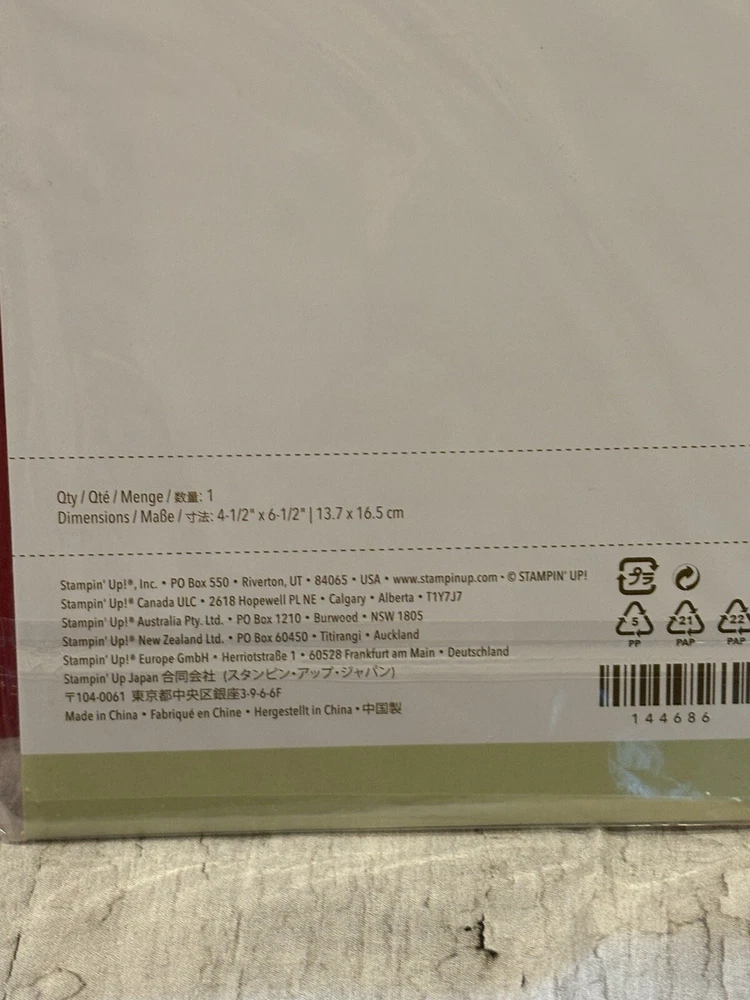 Qty / Qté / Menge / 数量: 1
Dimensions / Maße / 寸法: 4-1/2" x 6-1/2" | 13.7 x 16.5 cm
Stampin' Up!®, Inc. • PO Box 550 • Riverton, UT • 84065 • USA • www.stampinup.com • © STAMPIN' UP!
Stampin' Up!® Canada ULC • 2618 Hopewell PL NE • Calgary • Alberta • T1Y7J7
Stampin' Up!® Australia Pty. Ltd. • PO Box 1210 • Burwood • NSW 1805
Stampin' Up!® New Zealand Ltd. • PO Box 60450 • Titirangi • Auckland
Stampin' Up!® Europe GmbH • Herriotstraße 1 • 60528 Frankfurt am Main • Deutschland
Stampin' Up Japan 合同会社 (スタンピン・アップ・ジャパン)
〒104-0061 東京都中央区銀座3-9-6-6F
Made in China • Fabriqué en Chine • Hergestellt in China • 中国製
プラ
5 21 22
PP PAP PAP
144686